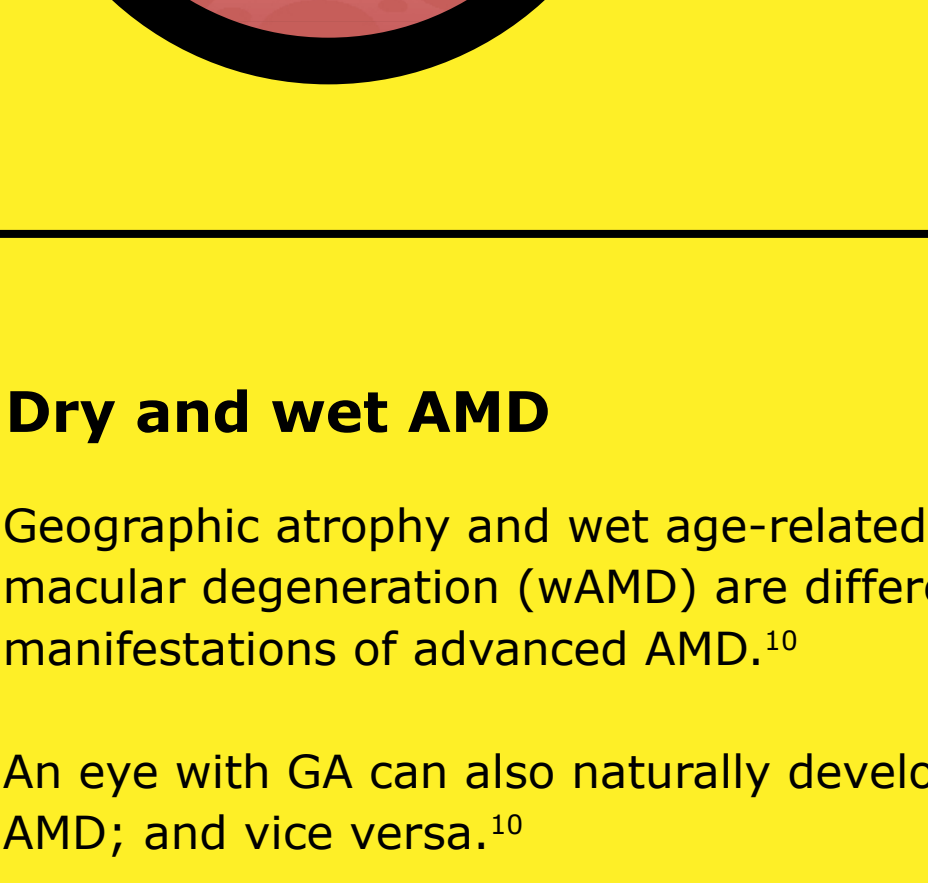 Dry and wet AMD
Geographic atrophy and wet age-related
macular degeneration (wAMD) are differe
manifestations of advanced AMD.10
An eye with GA can also naturally develo
AMD; and vice versa.10